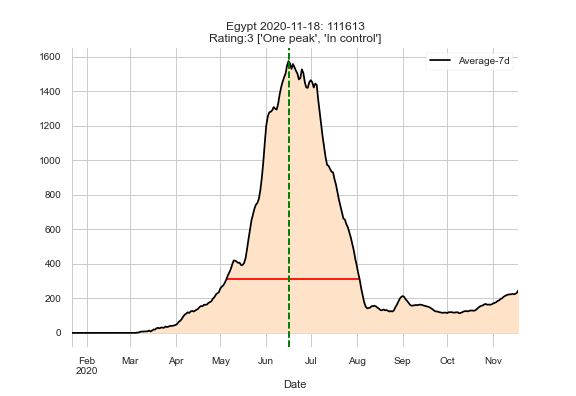 Egypt 2020-11-18: 111613
Rating:3 ['One peak', 'In control']
Average-7d
1600
1400
1200
1000
800
600
400
200
0
Feb Mar Apr May Jun Jul Aug Sep Oct Nov
2020
Date